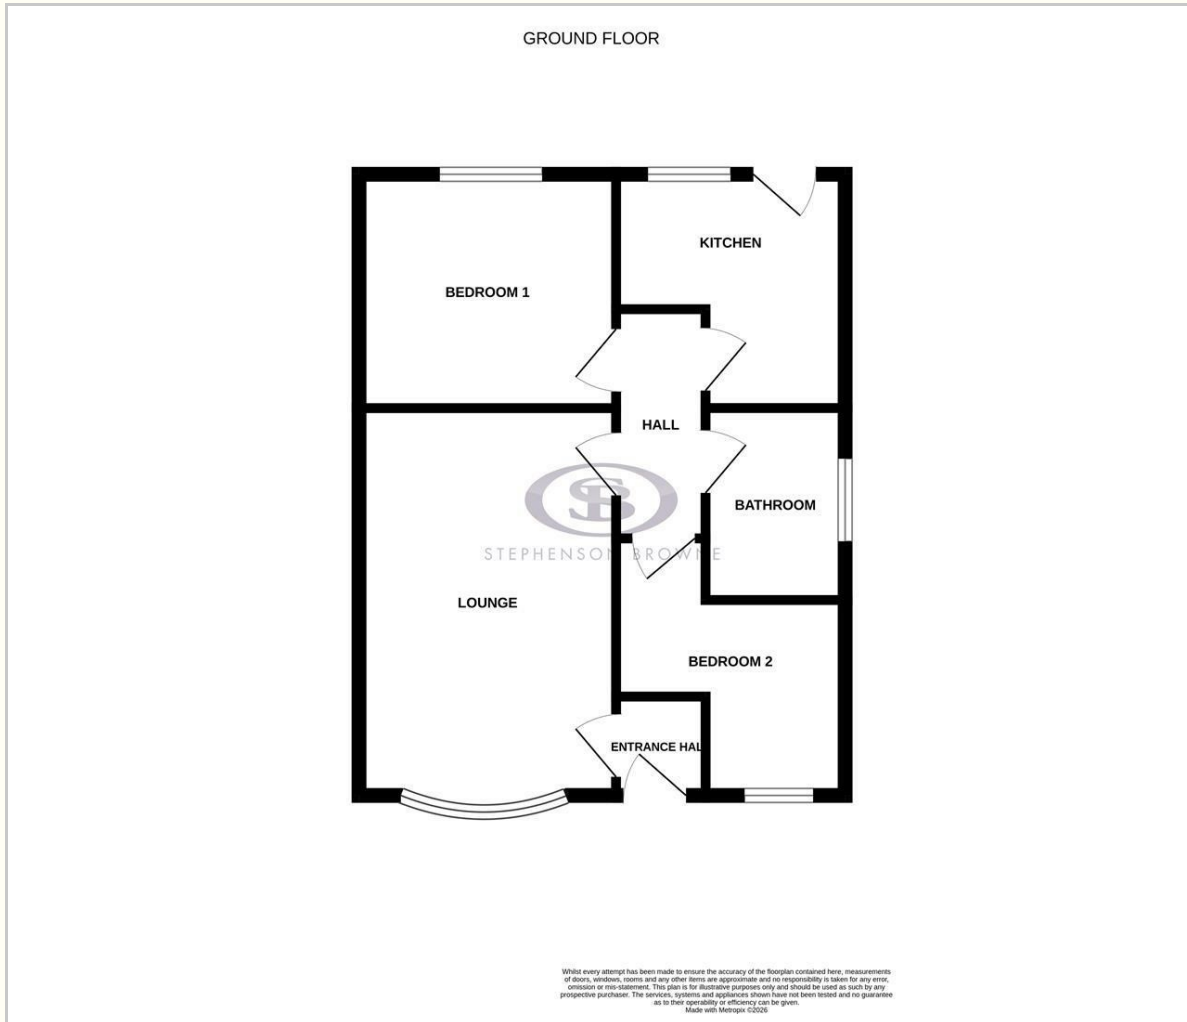 GROUND FLOOR
KITCHEN
BEDROOM 1
HALL
BATHROOM
STEPHENSON BROWNE
LOUNGE
BEDROOM 2
ENTRANCE HAL
Whilst every attempt has been made to ensure the accuracy of the floorplan contained here, measurements
of doors, windows, rooms and any other items are approximate and no responsibility is taken for any error,
omission or mis-statement. This plan is for illustrative purposes only and should be used as such by any
prospective purchaser. The services, systems and appliances shown have not been tested and no guarantee
as to their operability or efficiency can be given.
Made with Metropix ©2026